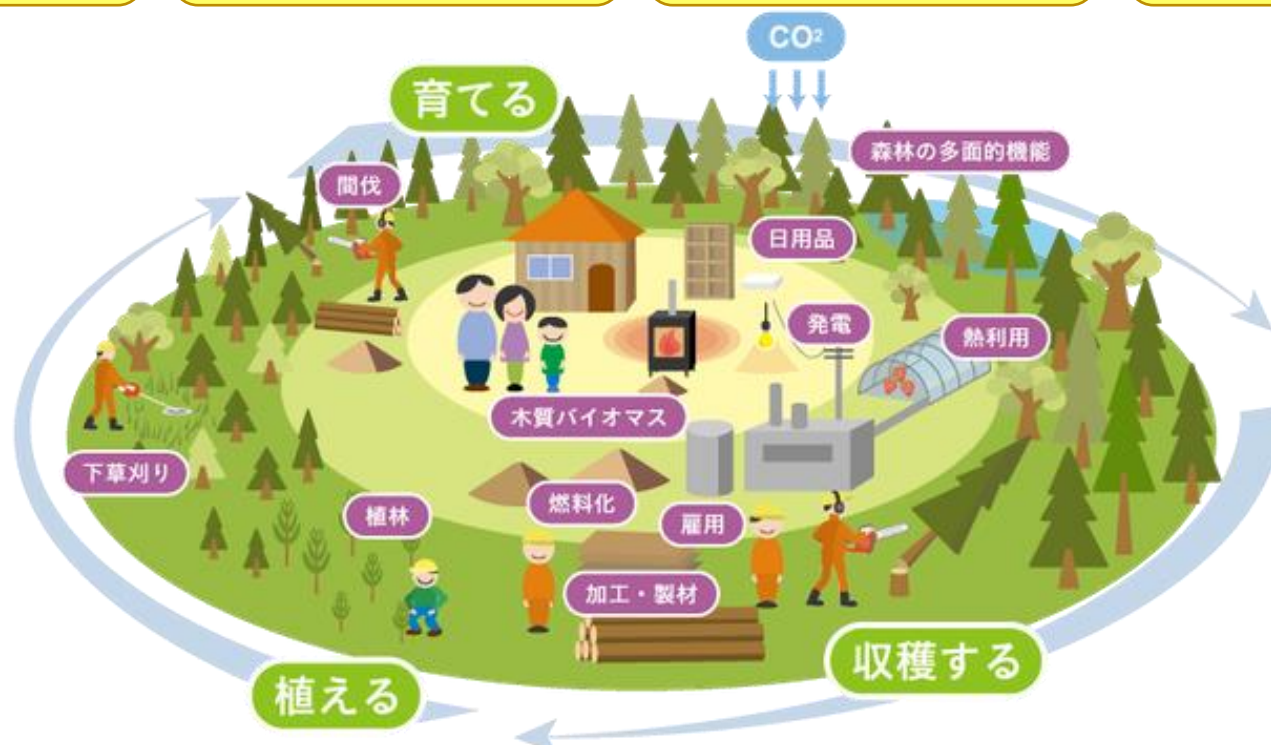 CO²
育てる
森林の多面的機能
間伐
日用品
発電
熱利用
木質バイオマス
下草刈り
燃料化
植林
雇用
加工・製材
収穫する
植える